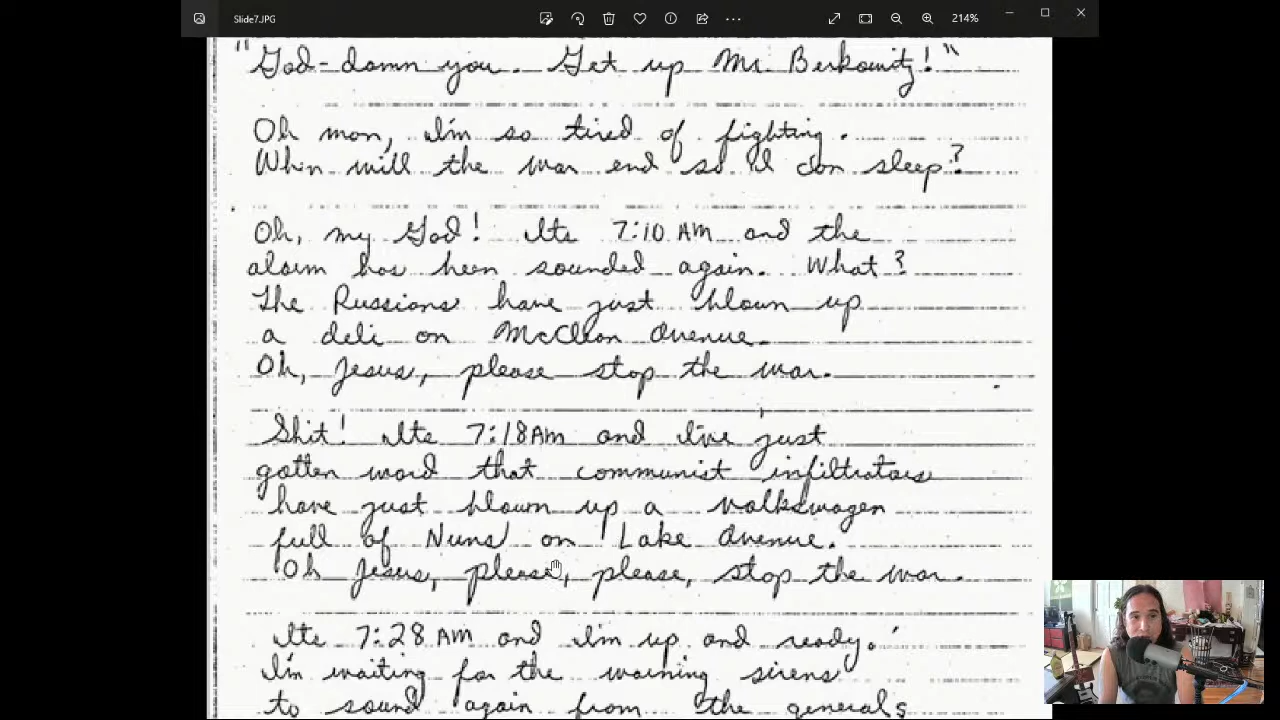 Slide7.JPG
214%
"God-damn you. Get up Mr. Berkowitz!"
Oh man, I'm so tired of fighting.
When will the war end so I can sleep?
Oh my God! Its 7:10 AM and the
alarm has been sounded again. What?
The Russians have just blown up
a deli on McClean Avenue.
Oh, Jesus, please stop the war.
Shit! Its 7:18 AM and I've just
gotten word that communist infiltrators
have just blown up a volkswagen
full of Nuns on Lake Avenue.
Oh Jesus, please, please, stop the war.
Its 7:28 AM and I'm up and ready.
I'm waiting for the warning sirens
to sound again from the generals